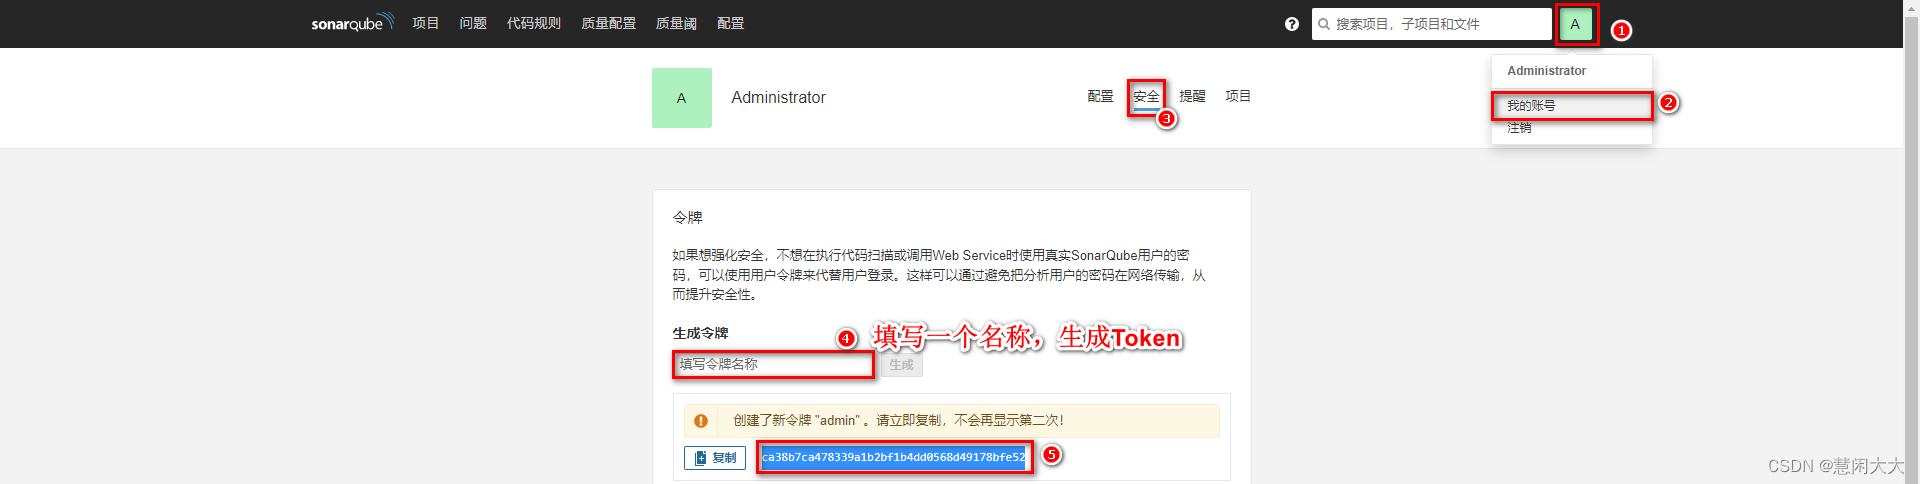 sonarqube 项目 问题 代码规则 质量配置 质量阈 配置 ? 搜索项目，子项目和文件 A 1
Administrator
A Administrator 配置 安全 提醒 项目 3
我的账号 2
注销
令牌
如果想强化安全，不想在执行代码扫描或调用Web Service时使用真实SonarQube用户的密
码，可以使用用户令牌来代替用户登录。这样可以通过避免把分析用户的密码在网络传输，从
而提升安全性。
生成令牌
4 填写一个名称，生成Token
填写令牌名称 生成
创建了新令牌 "admin" 。请立即复制，不会再显示第二次！
复制 ca38b7ca478339a1b2bf1b4dd0568d49178bfe52 5
CSDN @慧闲大大